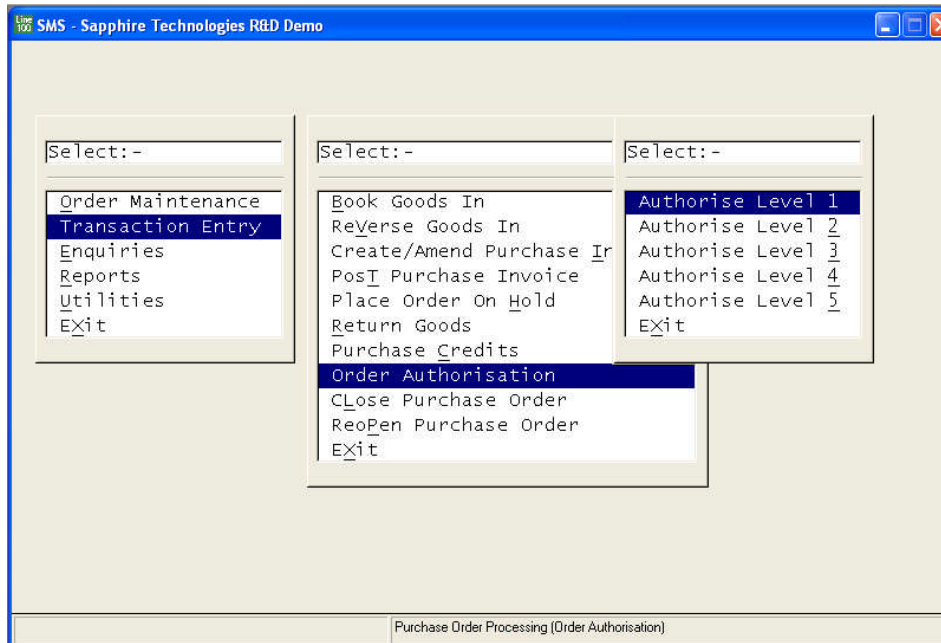 Line 100 SMS - Sapphire Technologies R&D Demo
Select:-
Order Maintenance
Transaction Entry
Enquiries
Reports
Utilities
EXit
Select:-
Book Goods In
ReVerse Goods In
Create/Amend Purchase In
PosT Purchase Invoice
Place Order On Hold
Return Goods
Purchase Credits
Order Authorisation
CLose Purchase Order
ReoPen Purchase Order
EXit
Select:-
Authorise Level 1
Authorise Level 2
Authorise Level 3
Authorise Level 4
Authorise Level 5
EXit
Purchase Order Processing (Order Authorisation)